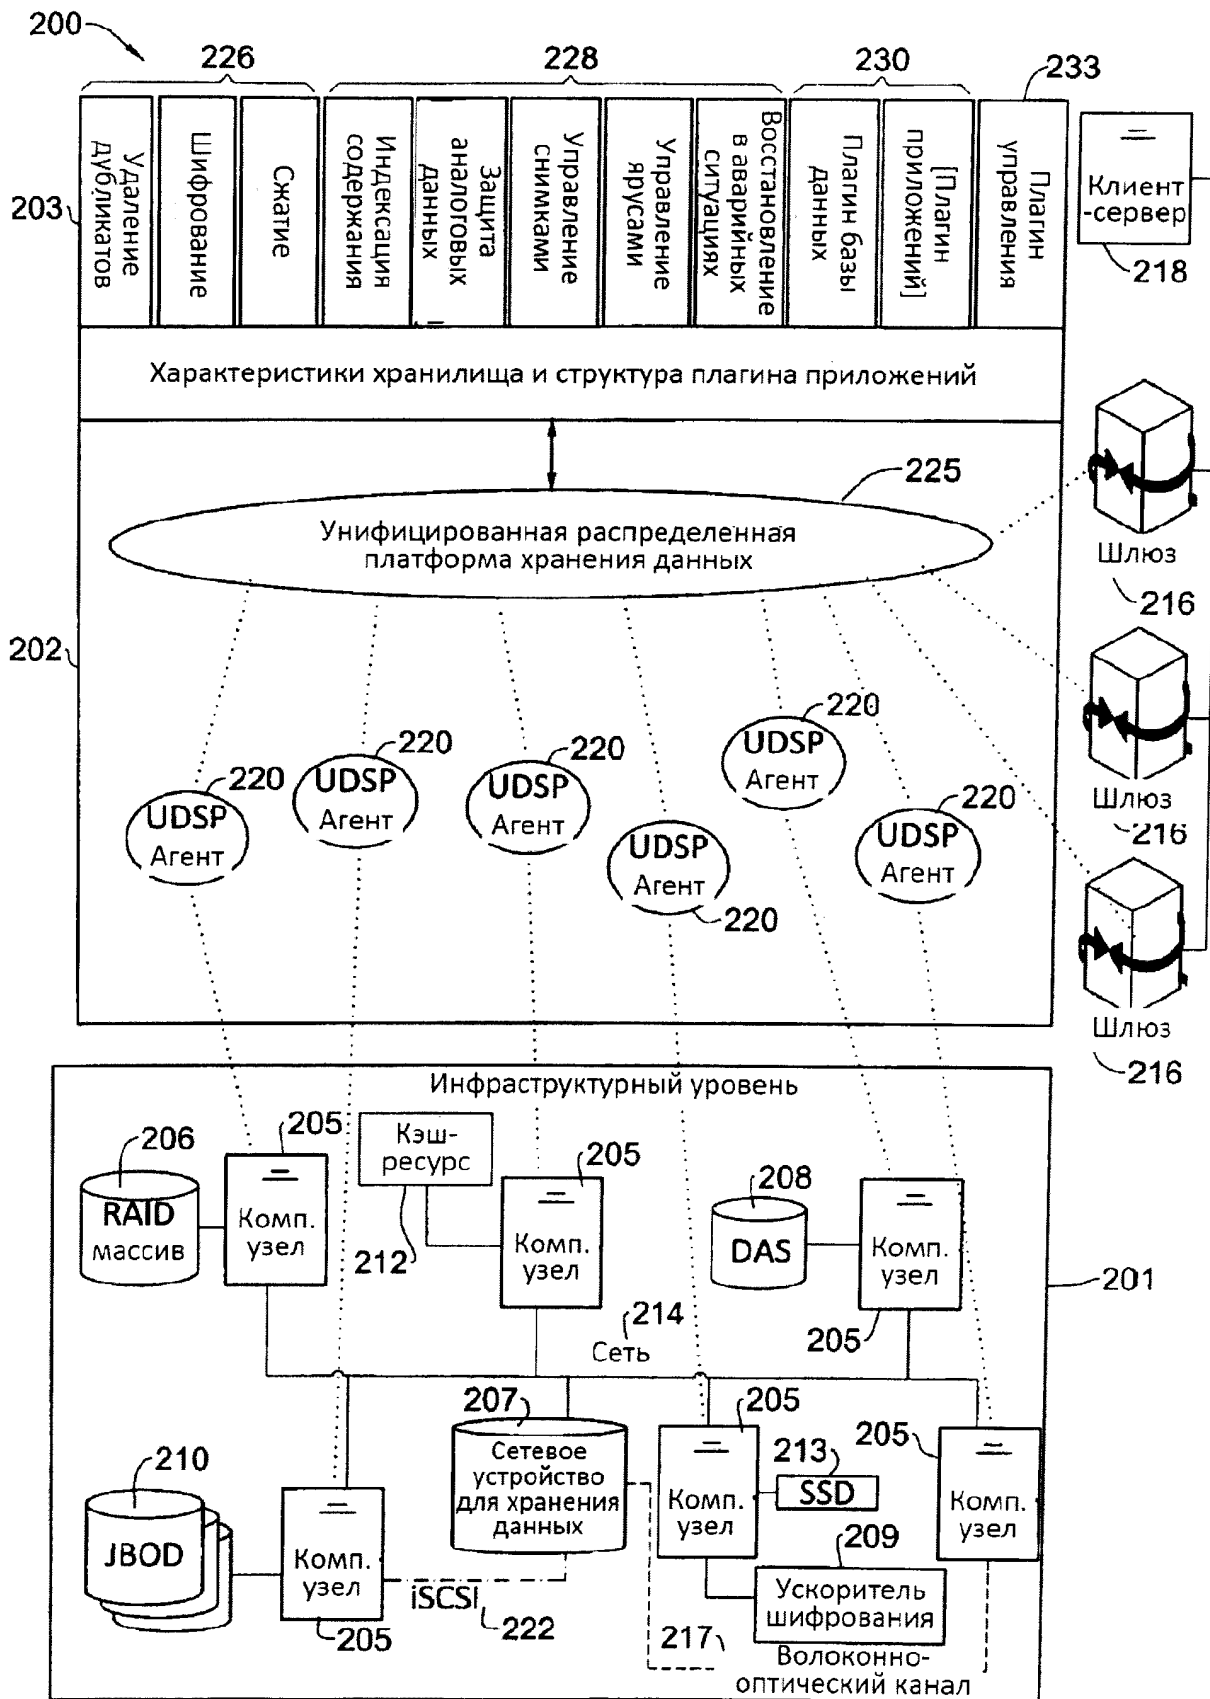 200
226
228
230
233
203
Удаление
дубликатов
Шифрование
Сжатие
Индексация
содержания
Защита
аналоговых
данных
Управление
снимками
Управление
ярусами
Восстановление
в аварийных
ситуациях
Плагин базы
данных
[Плагин
приложений]
Плагин
управления
Клиент
-сервер
218
Характеристики хранилища и структура плагина приложений
225
Унифицированная распределенная
платформа хранения данных
Шлюз
216
202
220
UDSP
Агент
220
UDSP
Агент
220
UDSP
Агент
UDSP
Агент
220
220
UDSP
Агент
220
UDSP
Агент
Шлюз
216
Шлюз
216
Инфраструктурный уровень
201
206
RAID
массив
205
Комп.
узел
Кэш-
ресурс
212
205
Комп.
узел
208
DAS
Комп.
узел
205
214
Сеть
207
Сетевое
устройство
для хранения
данных
205
Комп.
узел
213
SSD
205
Комп.
узел
210
JBOD
Комп.
узел
205
iSCSI
222
209
Ускоритель
шифрования
217
Волоконно-
оптический канал